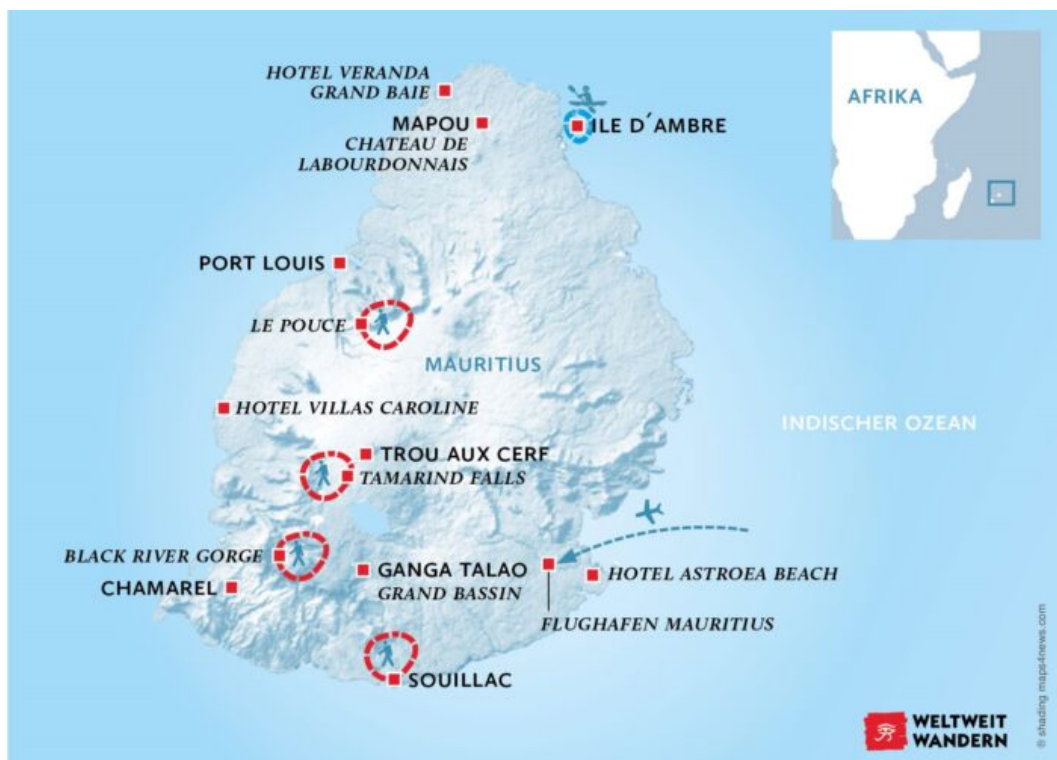 HOTEL VERANDA
GRAND BAIE
MAPOU
CHATEAU DE
LABOURDONNAIS
ILE D´AMBRE
AFRIKA
PORT LOUIS
LE POUCE
MAURITIUS
HOTEL VILLAS CAROLINE
INDISCHER OZEAN
TROU AUX CERF
TAMARIND FALLS
BLACK RIVER GORGE
CHAMAREL
GANGA TALAO
GRAND BASSIN
HOTEL ASTROEA BEACH
FLUGHAFEN MAURITIUS
SOUILLAC
WELTWEIT
WANDERN
® shading maps4news.com